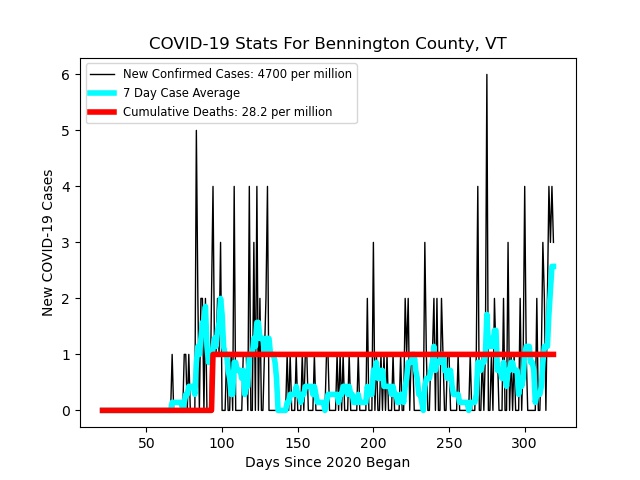 COVID-19 Stats For Bennington County, VT
New Confirmed Cases: 4700 per million
7 Day Case Average
Cumulative Deaths: 28.2 per million
New COVID-19 Cases
6
5
4
3
2
1
0
50 100 150 200 250 300
Days Since 2020 Began